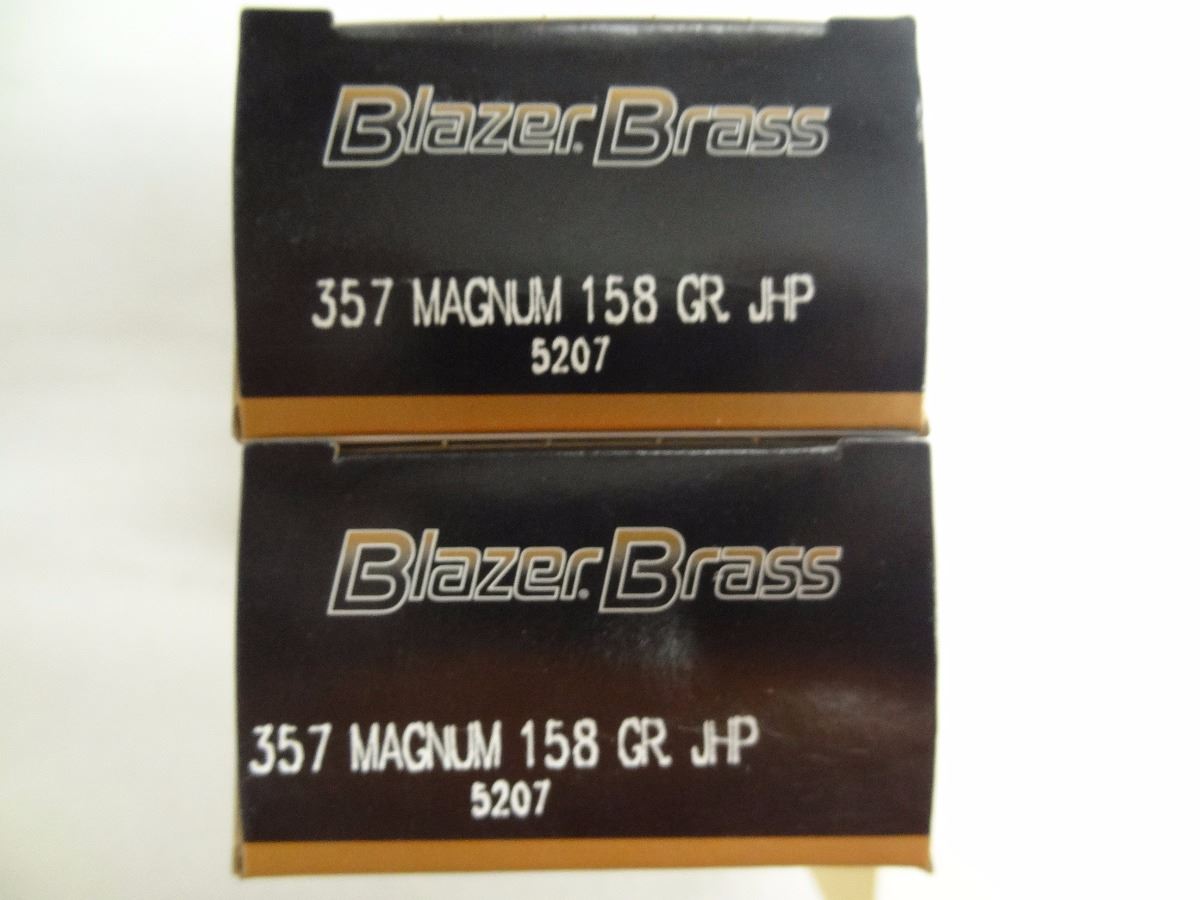 Blazer® Brass
357 MAGNUM 158 GR. JHP
5207
Blazer® Brass
357 MAGNUM 158 GR. JHP
5207